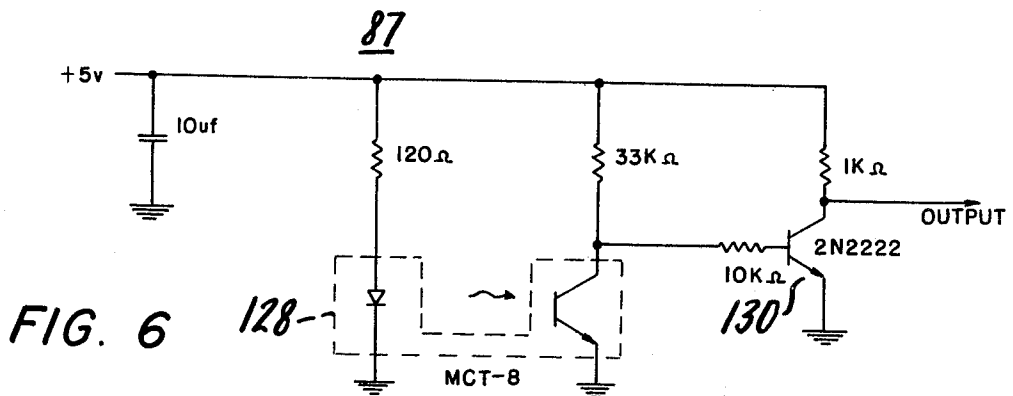 87
+5v
10uf
120Ω
33KΩ
1KΩ
OUTPUT
2N2222
10KΩ
130
128
FIG. 6
MCT-8